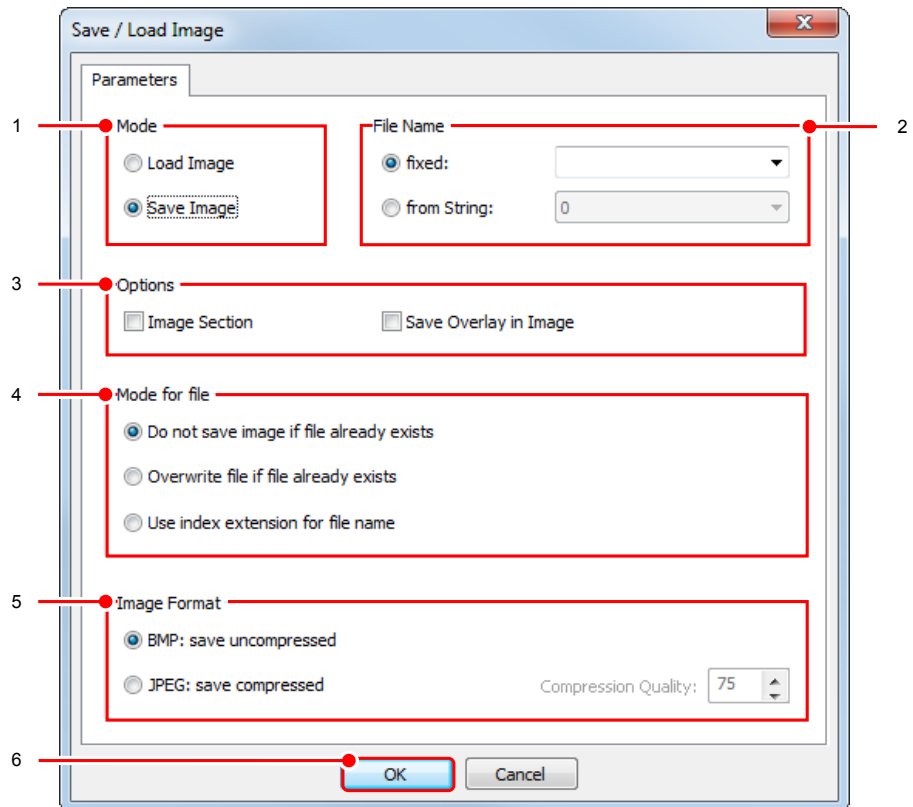 Save / Load Image
Parameters
1
Mode
File Name
2
Load Image
fixed:
Save Image
from String:
0
3
Options
Image Section
Save Overlay in Image
4
Mode for file
Do not save image if file already exists
Overwrite file if file already exists
Use index extension for file name
5
Image Format
BMP: save uncompressed
JPEG: save compressed
Compression Quality:
75
6
OK
Cancel